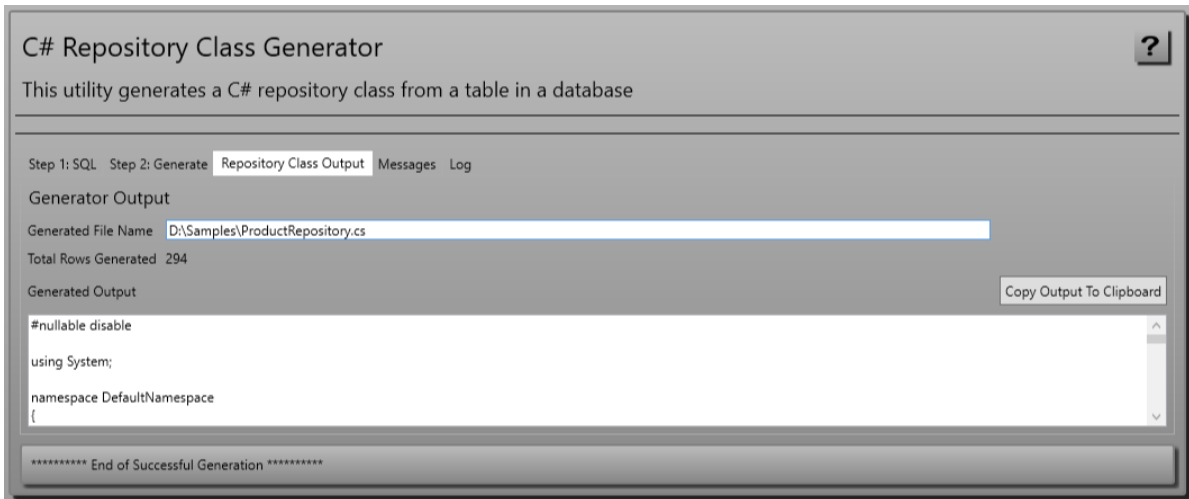 C# Repository Class Generator
?
This utility generates a C# repository class from a table in a database
Step 1: SQL Step 2: Generate Repository Class Output Messages Log
Generator Output
Generated File Name D:\Samples\ProductRepository.cs
Total Rows Generated 294
Generated Output Copy Output To Clipboard
#nullable disable
using System;
namespace DefaultNamespace
{
********** End of Successful Generation **********